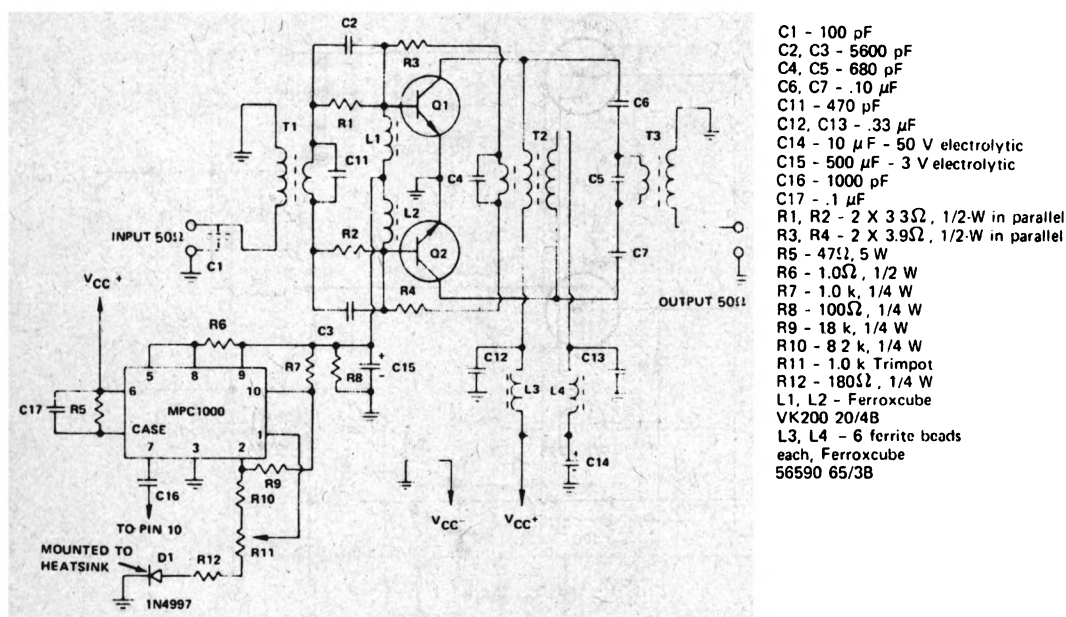 C2
R3
Q1
C6
R1
L1
T1
T2
T3
C11
C4
C5
L2
INPUT 50Ω
R2
Q2
C7
C1
R4
OUTPUT 50Ω
VCC+
C3
R6
C12
C13
R7
R8
C15
5
8
9
L3
L4
6
10
C17
R5
MPC1000
CASE
1
7
3
2
C14
R9
C16
R10
VCC-
VCC+
TO PIN 10
R11
MOUNTED TO
HEATSINK
D1
R12
1N4997
C1 - 100 pF
C2, C3 - 5600 pF
C4, C5 - 680 pF
C6, C7 - .10 μF
C11 - 470 pF
C12, C13 - .33 μF
C14 - 10 μF - 50 V electrolytic
C15 - 500 μF - 3 V electrolytic
C16 - 1000 pF
C17 - .1 μF
R1, R2 - 2 X 3 3Ω, 1/2-W in parallel
R3, R4 - 2 X 3.9Ω, 1/2-W in parallel
R5 - 47Ω, 5 W
R6 - 1.0Ω, 1/2 W
R7 - 1.0 k, 1/4 W
R8 - 100Ω, 1/4 W
R9 - 18 k, 1/4 W
R10 - 8 2 k, 1/4 W
R11 - 1.0 k Trimpot
R12 - 180Ω, 1/4 W
L1, L2 - Ferroxcube
VK200 20/4B
L3, L4 - 6 ferrite beads
each, Ferroxcube
56590 65/3B